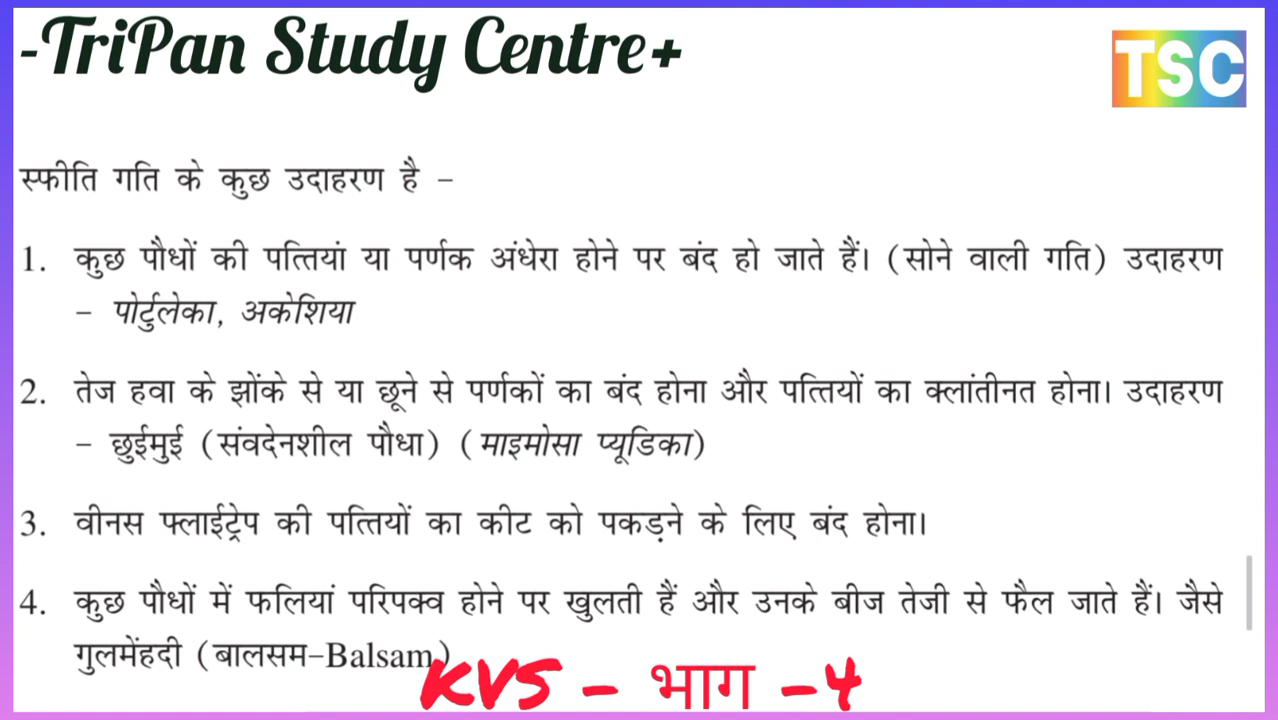 -TriPan Study Centre+
TSC
स्फीति गति के कुछ उदाहरण है –
1. कुछ पौधों की पत्तियां या पर्णक अंधेरा होने पर बंद हो जाते हैं। (सोने वाली गति) उदाहरण
– पोर्टुलेका, अकेशिया
2. तेज हवा के झोंके से या छूने से पर्णकों का बंद होना और पत्तियों का क्लांतीनत होना। उदाहरण
– छुईमुई (संवदेनशील पौधा) (माइमोसा प्यूडिका)
3. वीनस फ्लाईट्रेप की पत्तियों का कीट को पकड़ने के लिए बंद होना।
4. कुछ पौधों में फलियां परिपक्व होने पर खुलती हैं और उनके बीज तेजी से फैल जाते हैं। जैसे
गुलमेंहदी (बालसम–Balsam)
KVS – भाग –4